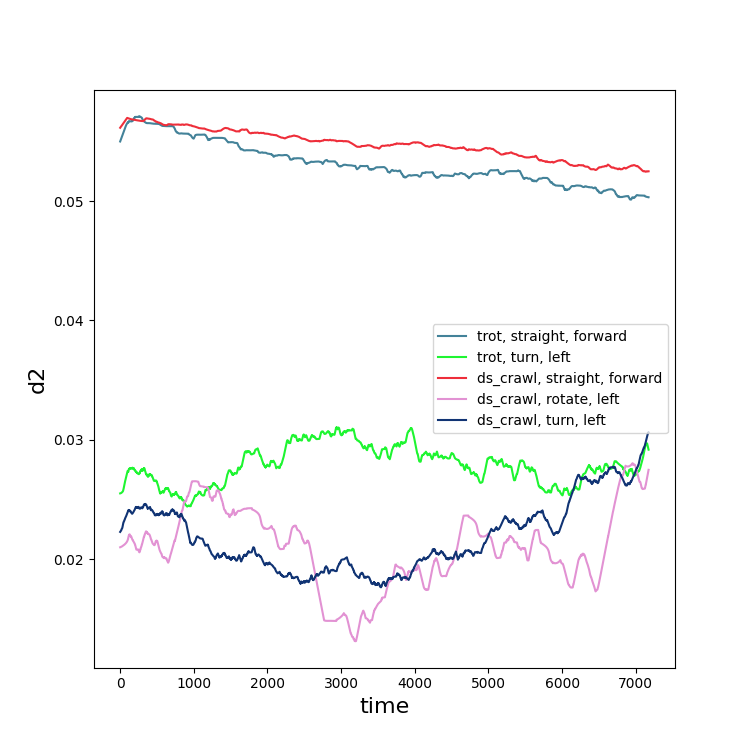 d2
0.05
0.04
0.03
0.02
trot, straight, forward
trot, turn, left
ds_crawl, straight, forward
ds_crawl, rotate, left
ds_crawl, turn, left
0 1000 2000 3000 4000 5000 6000 7000
time